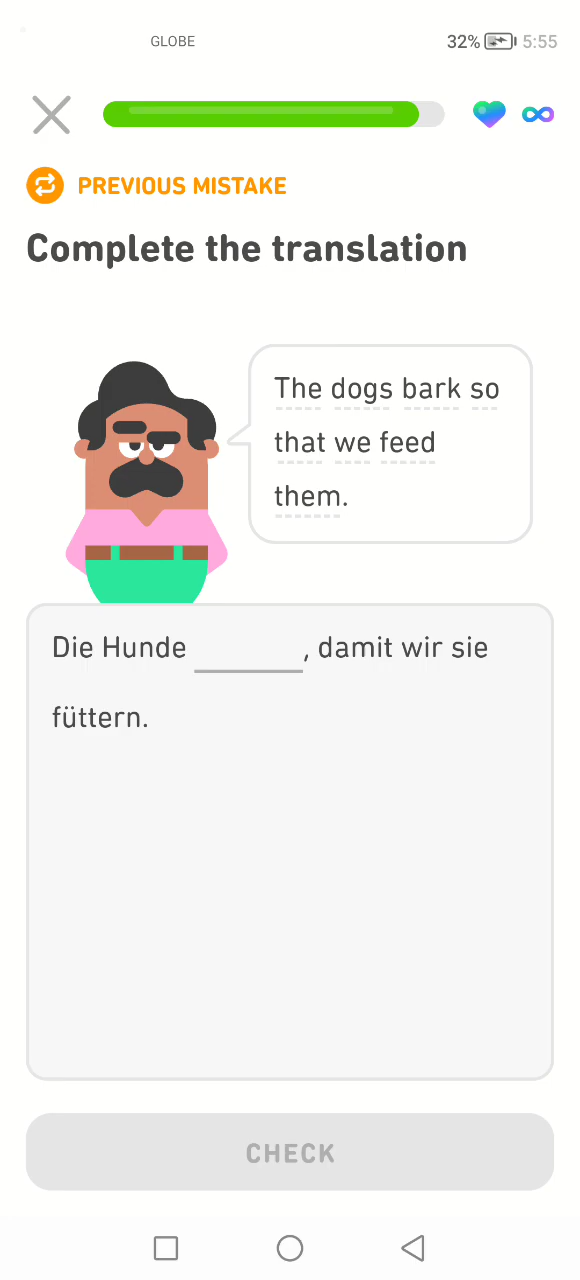 GLOBE 32% 5:55
PREVIOUS MISTAKE
Complete the translation
The dogs bark so
that we feed
them.
Die Hunde ________, damit wir sie
füttern.
CHECK